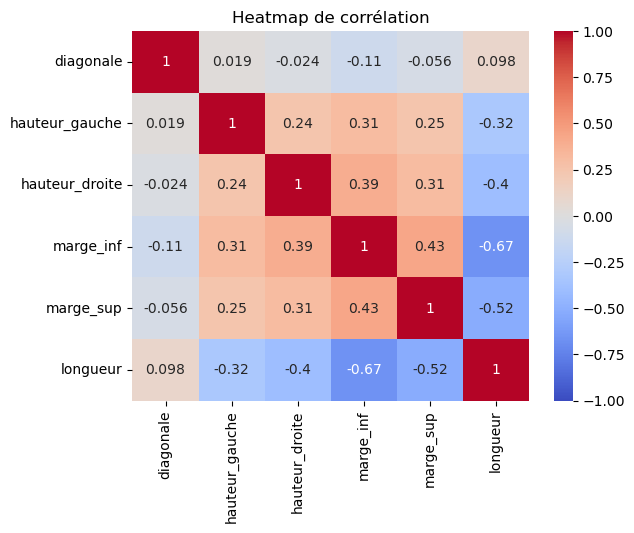 Heatmap de corrélation
diagonale 1 0.019 -0.024 -0.11 -0.056 0.098
hauteur_gauche 0.019 1 0.24 0.31 0.25 -0.32
hauteur_droite -0.024 0.24 1 0.39 0.31 -0.4
marge_inf -0.11 0.31 0.39 1 0.43 -0.67
marge_sup -0.056 0.25 0.31 0.43 1 -0.52
longueur 0.098 -0.32 -0.4 -0.67 -0.52 1
diagonale
hauteur_gauche
hauteur_droite
marge_inf
marge_sup
longueur
1.00
0.75
0.50
0.25
0.00
−0.25
−0.50
−0.75
−1.00